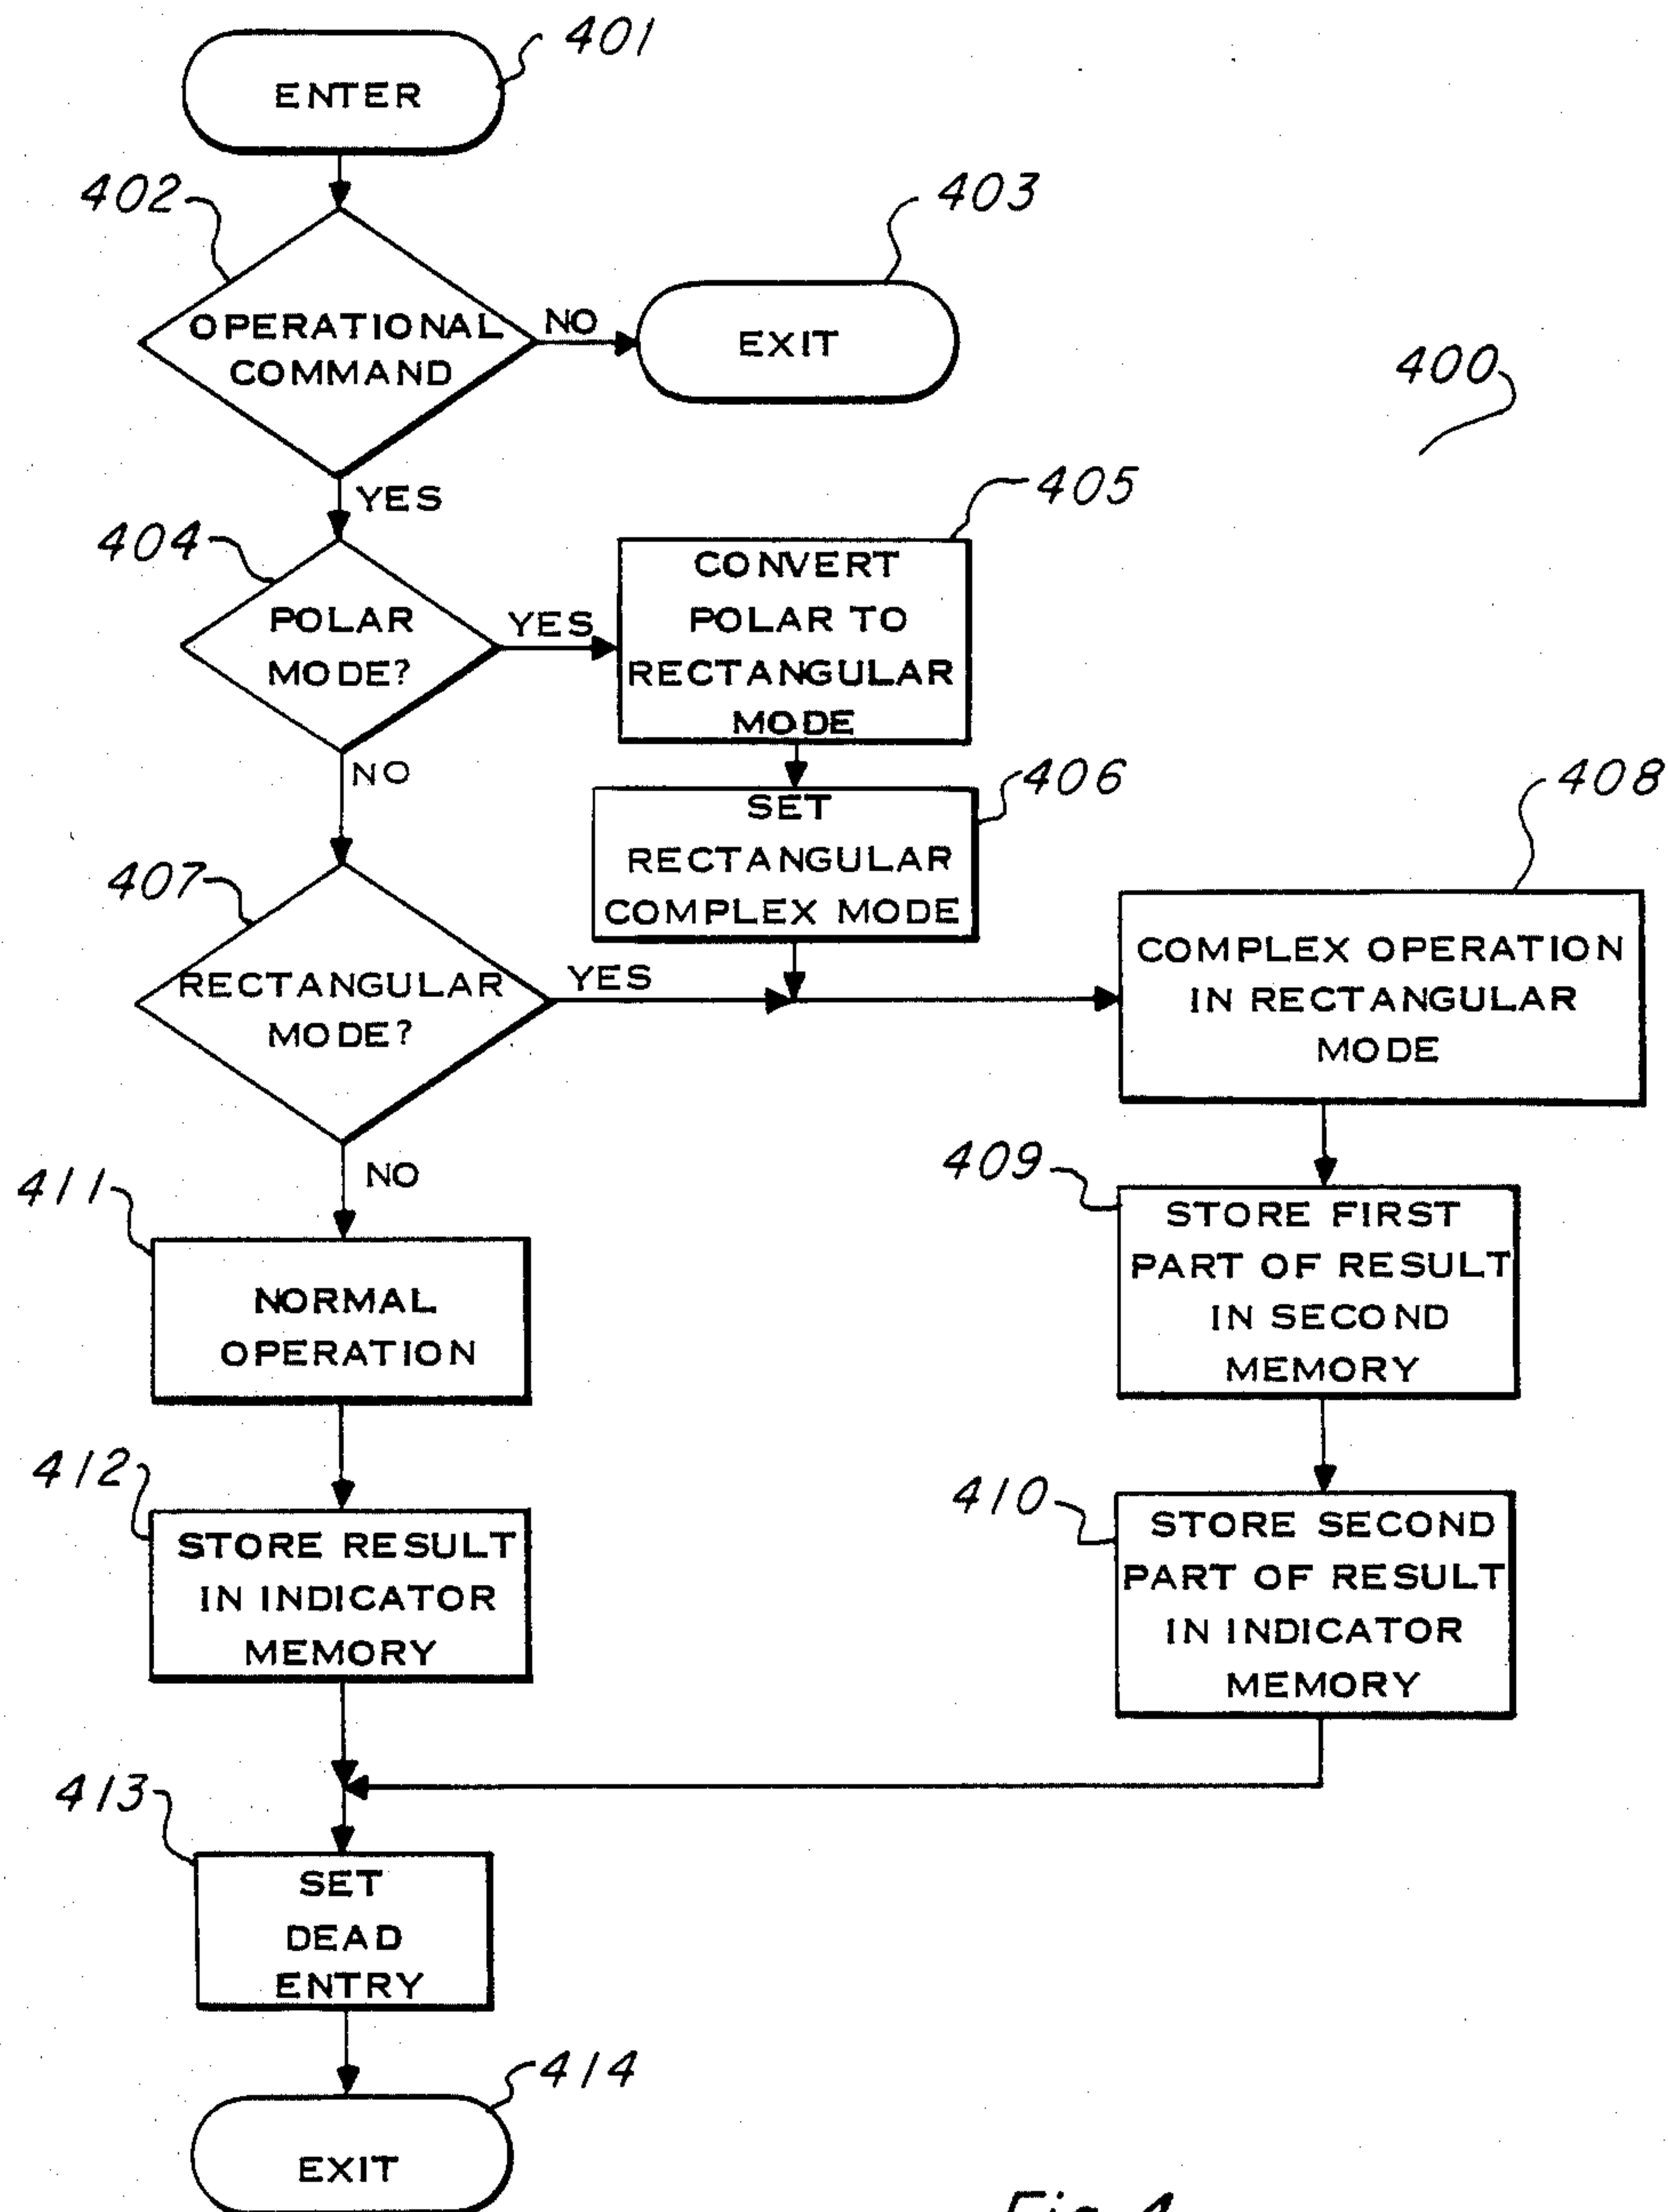 401
ENTER
402
403
OPERATIONAL
COMMAND
NO
EXIT
400
YES
404
405
POLAR
MODE?
YES
CONVERT
POLAR TO
RECTANGULAR
MODE
NO
406
SET
RECTANGULAR
COMPLEX MODE
407
408
RECTANGULAR
MODE?
YES
COMPLEX OPERATION
IN RECTANGULAR
MODE
NO
409
STORE FIRST
PART OF RESULT
IN SECOND
MEMORY
411
NORMAL
OPERATION
412
STORE RESULT
IN INDICATOR
MEMORY
410
STORE SECOND
PART OF RESULT
IN INDICATOR
MEMORY
413
SET
DEAD
ENTRY
414
EXIT
Fig. 4